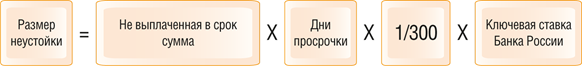 Размер неустойки = Не выплаченная в срок сумма X Дни просрочки X 1/300 X Ключевая ставка Банка России